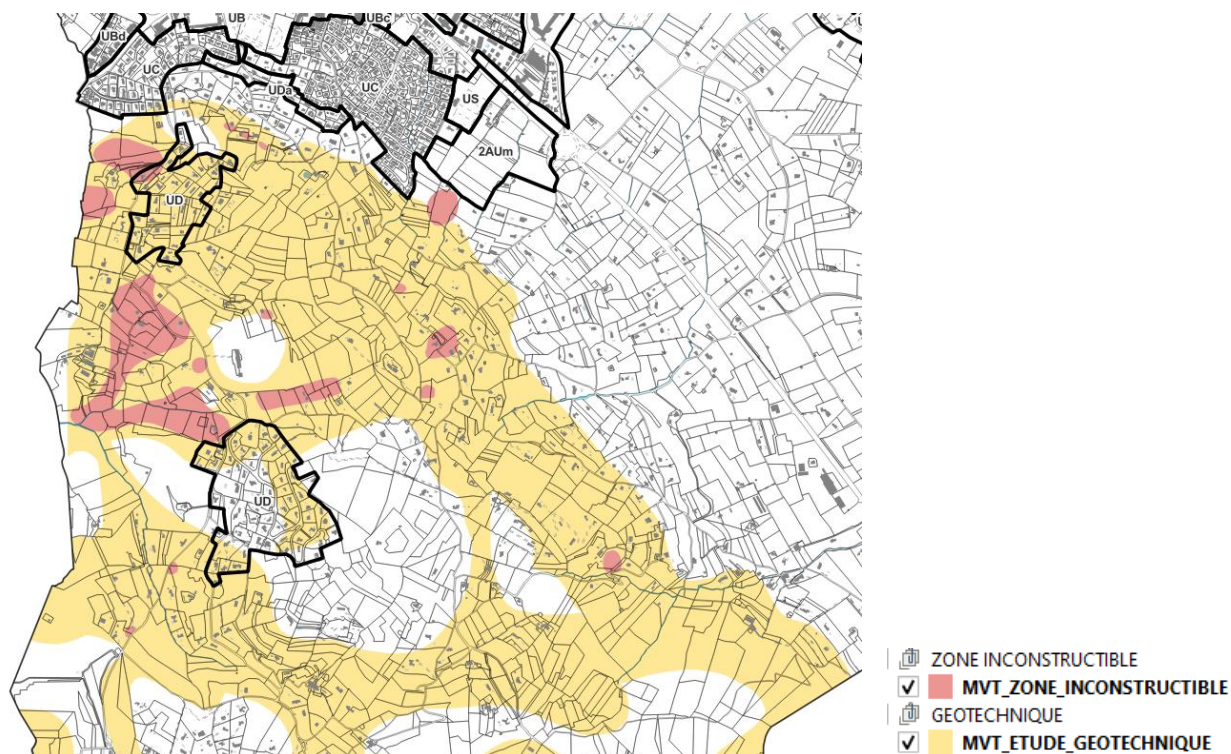 UB
UBc
UBd
UC
UDa
UC
US
2AUm
UD
UD
ZONE INCONSTRUCTIBLE
MVT_ZONE_INCONSTRUCTIBLE
GEOTECHNIQUE
MVT_ETUDE_GEOTECHNIQUE